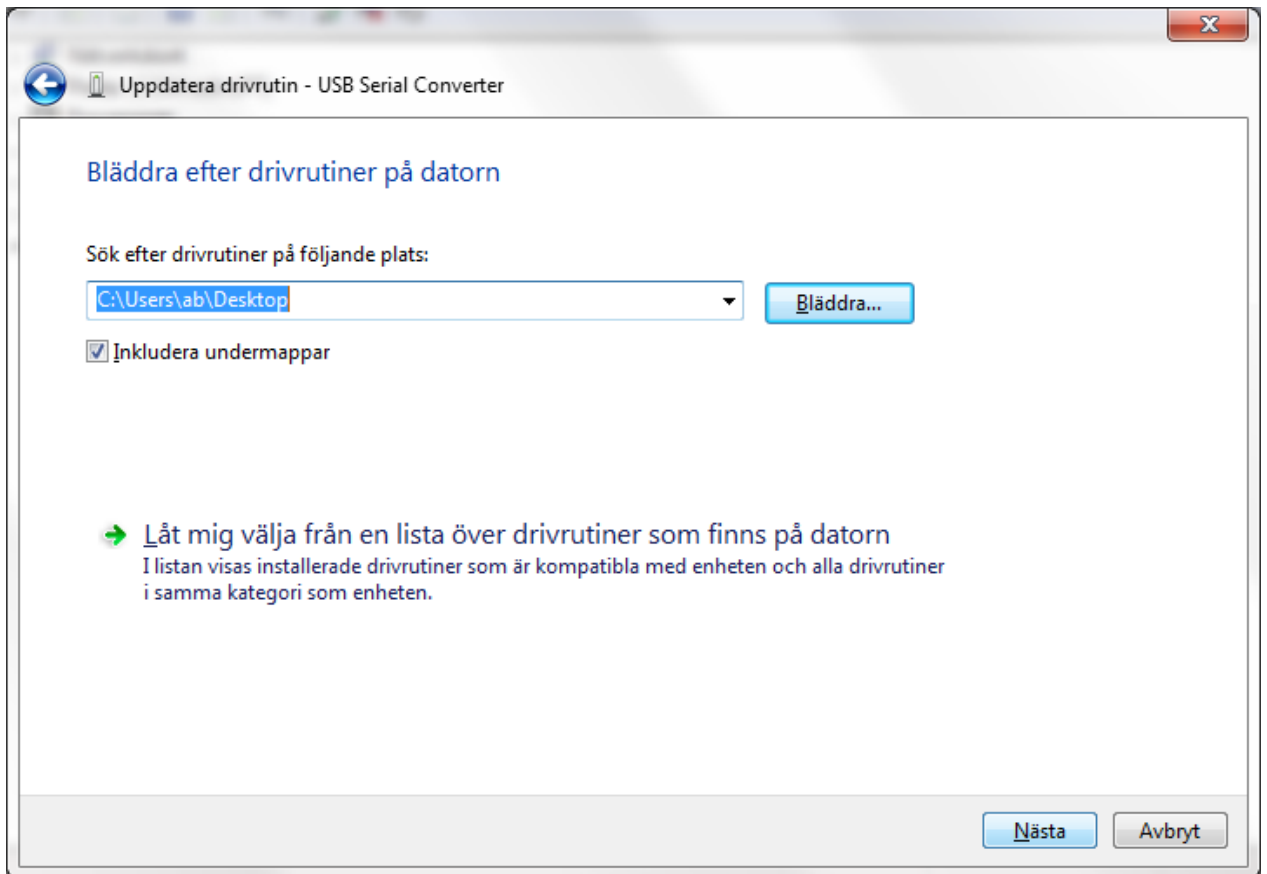 Uppdatera drivrutin - USB Serial Converter
Bläddra efter drivrutiner på datorn
Sök efter drivrutiner på följande plats:
C:\Users\ab\Desktop
Bläddra...
Inkludera undermappar
Låt mig välja från en lista över drivrutiner som finns på datorn
I listan visas installerade drivrutiner som är kompatibla med enheten och alla drivrutiner
i samma kategori som enheten.
Nästa
Avbryt